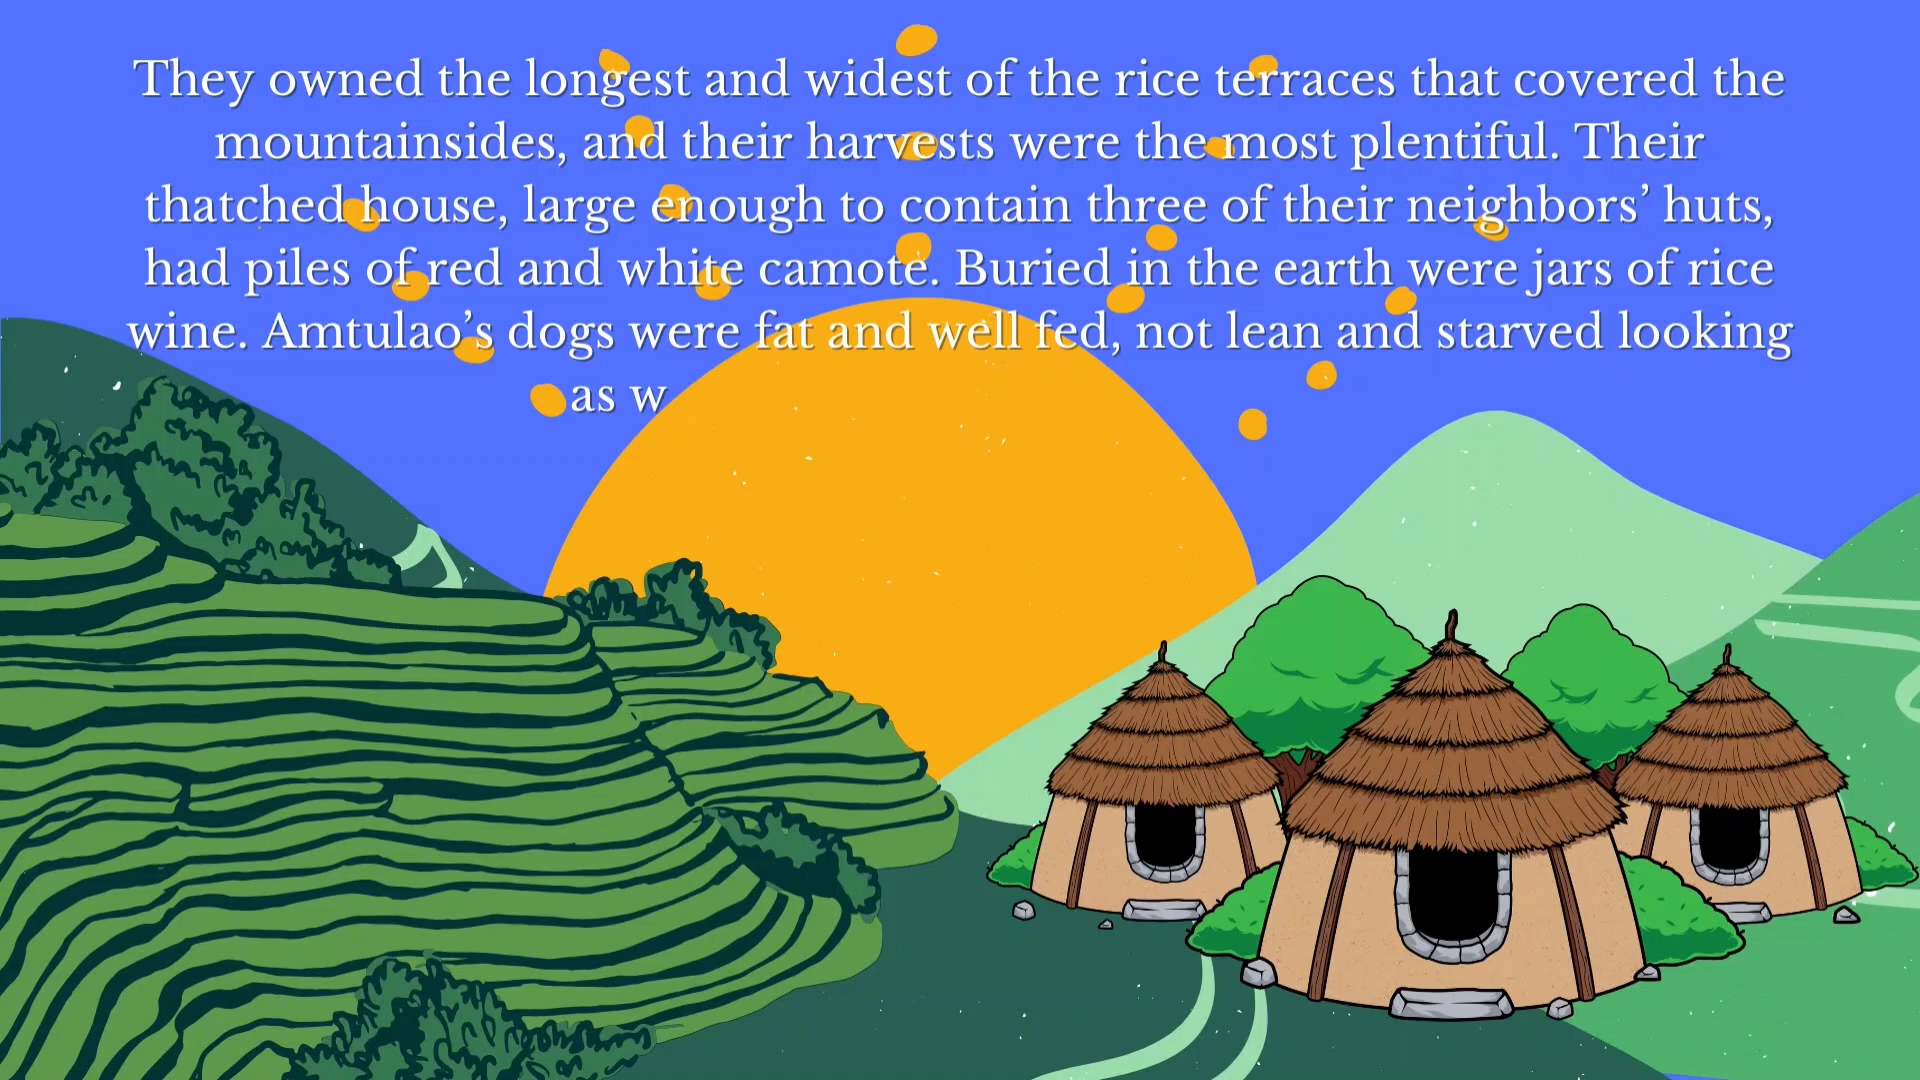 They owned the longest and widest of the rice terraces that covered the
mountainsides, and their harvests were the most plentiful. Their
thatched house, large enough to contain three of their neighbors’ huts,
had piles of red and white camote. Buried in the earth were jars of rice
wine. Amtulao’s dogs were fat and well fed, not lean and starved looking
as w